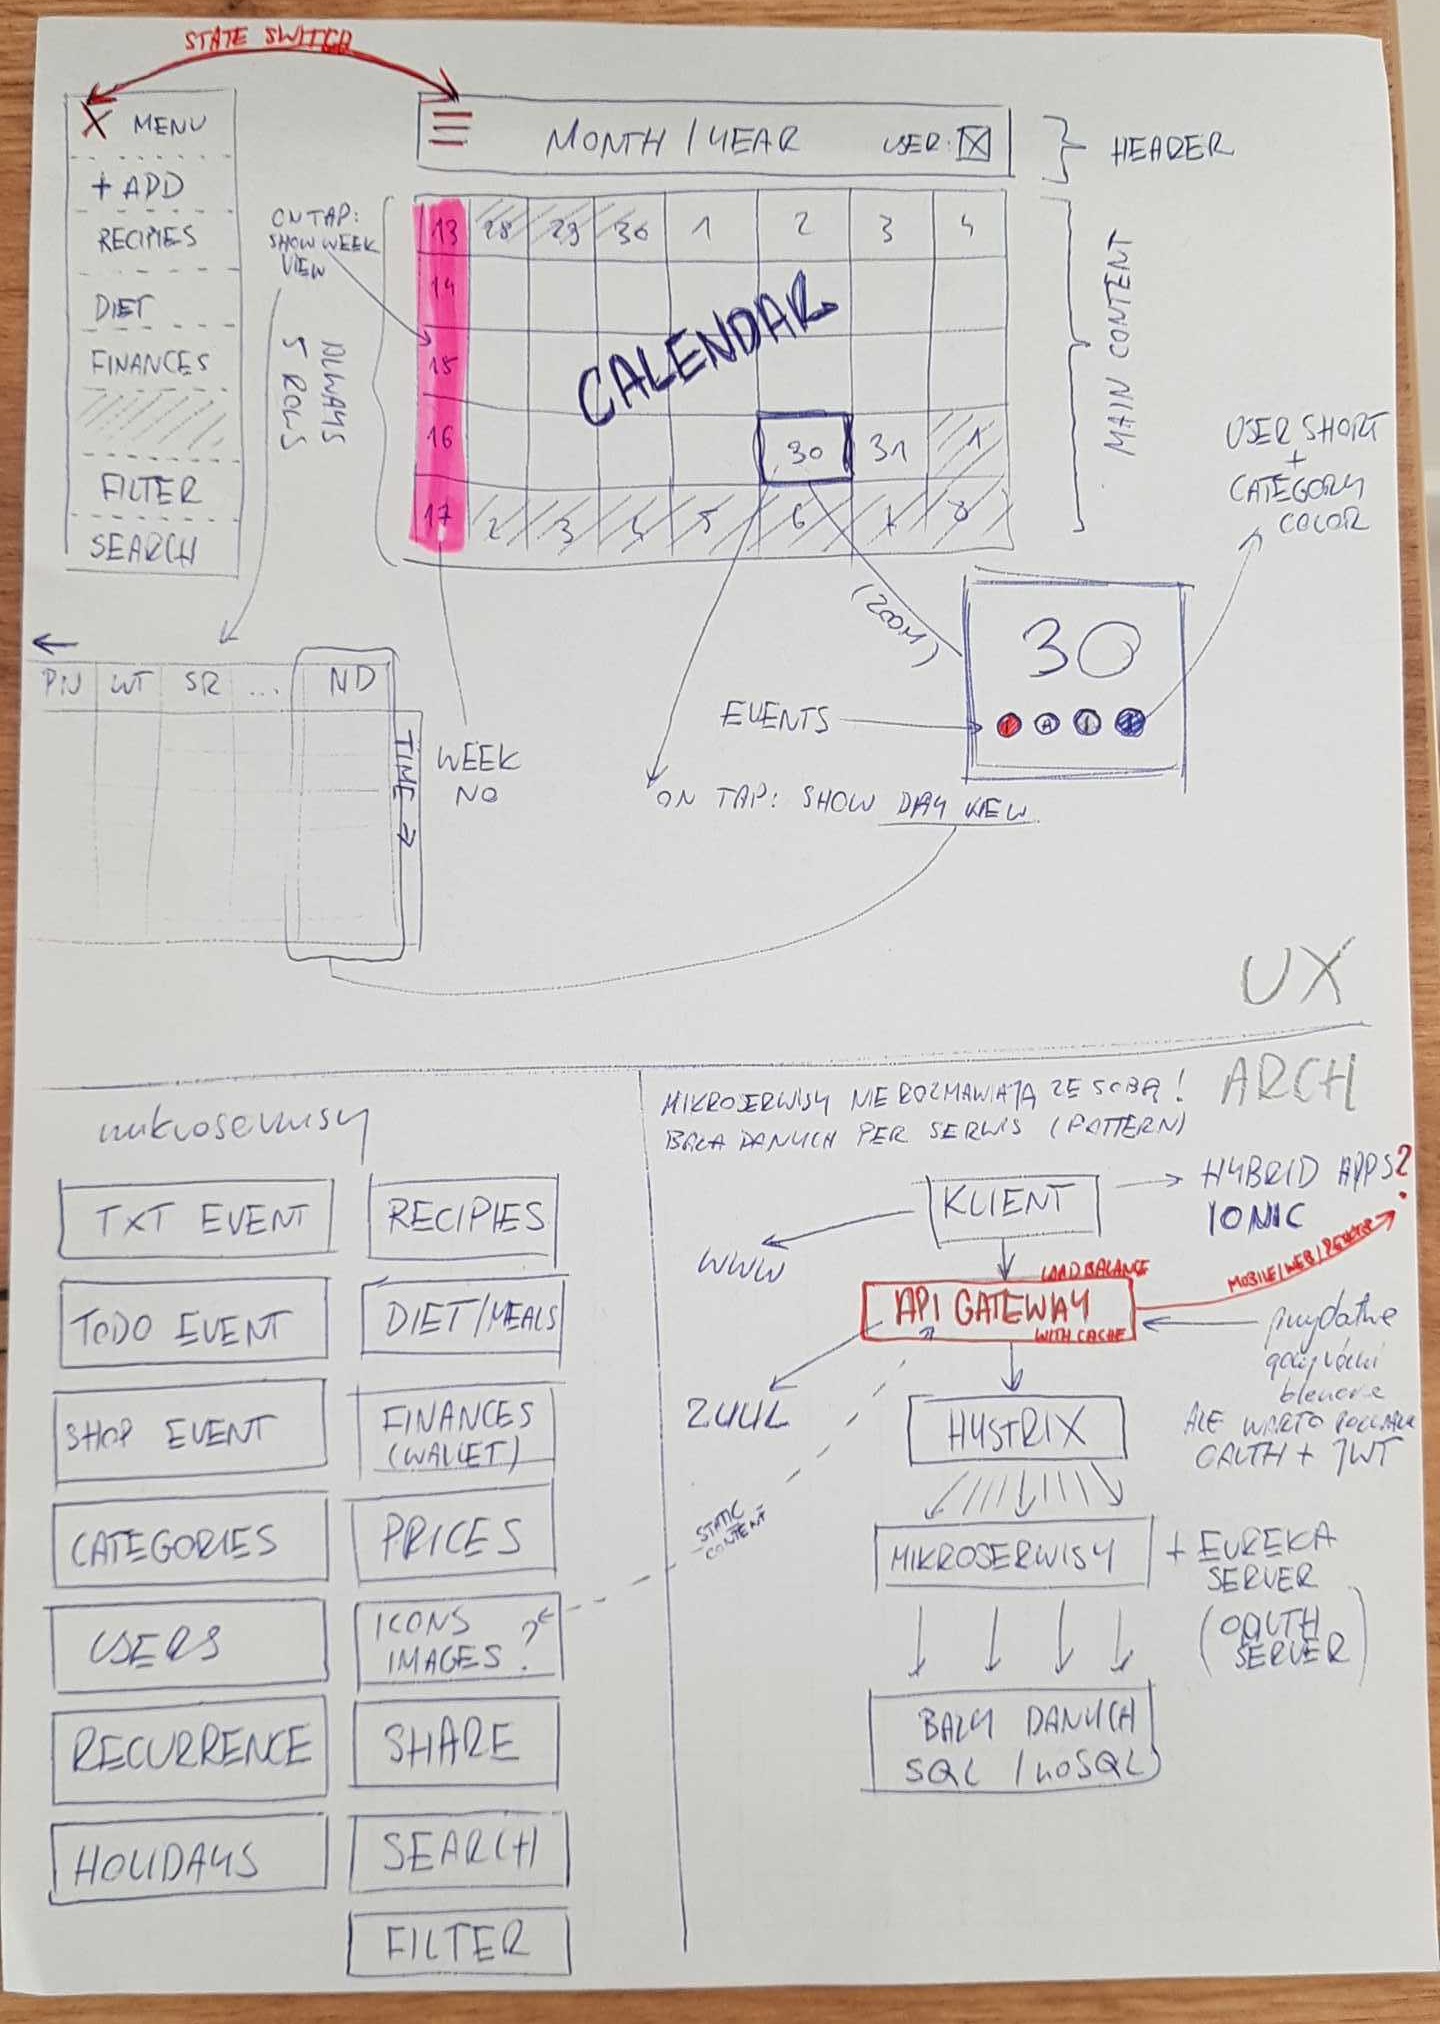 STATE SWITCH
X MENU
+ ADD
RECIPIES
DIET
FINANCES
FILTER
SEARCH
MONTH / YEAR
USER:
HEADER
ON TAP:
SHOW WEEK
VIEW
ALWAYS
5 ROWS
13 28 29 30 1 2 3 4
14
15
16 30 31 1
17 2 3 4 5 6 7 8
CALENDAR
MAIN CONTENT
USER SHORT
+
CATEGORY
COLOR
(ZOOM)
30
EVENTS
A
PN WT SR ... ND
TIME →
WEEK
NO
ON TAP: SHOW DAY VIEW
UX
ARCH
mikroserwisy
TXT EVENT
RECIPIES
TODO EVENT
DIET/MEALS
SHOP EVENT
FINANCES
(WALLET)
CATEGORIES
PRICES
USERS
ICONS
IMAGES ?
RECURRENCE
SHARE
HOLIDAYS
SEARCH
FILTER
MIKROSERWISY NIE ROZMAWIAJĄ ZE SOBĄ!
BAZA DANYCH PER SERWIS (PATTERN)
KLIENT
HYBRID APPS?
IONIC
WWW
LOAD BALANCE
API GATEWAY
WITH CACHE
MOBILE/WEB/DESKTOP
przydatne
ALE WARTO
OAUTH + JWT
ZUUL
HYSTRIX
STATIC
CONTENT
MIKROSERWISY
+ EUREKA
SERVER
(OAUTH
SERVER)
BAZY DANYCH
SQL / noSQL